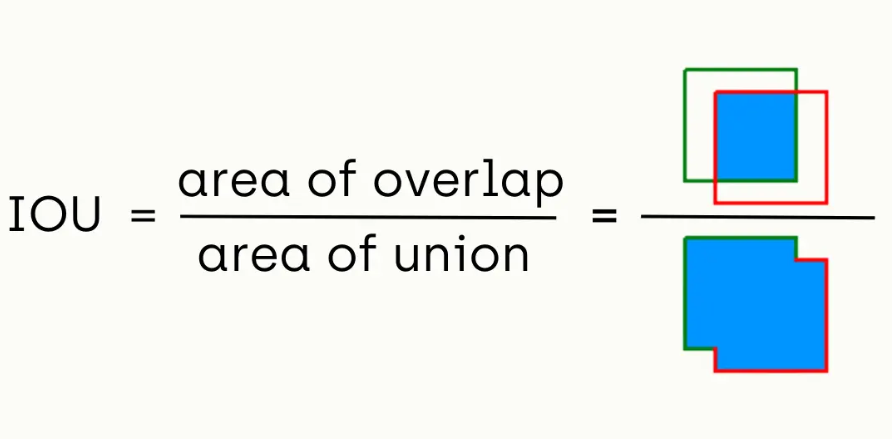 IOU = area of overlap
area of union =